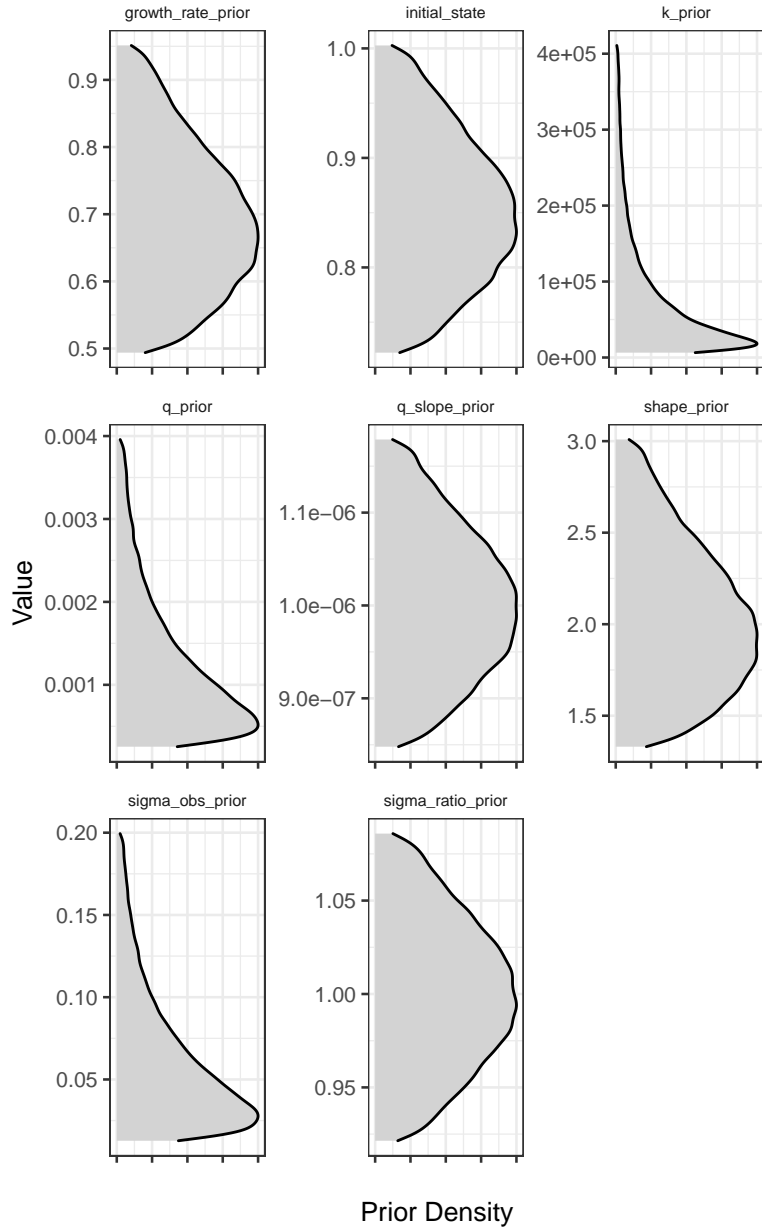 growth_rate_prior
initial_state
k_prior
0.9
0.8
0.7
0.6
0.5
1.0
0.9
0.8
4e+05
3e+05
2e+05
1e+05
0e+00
q_prior
q_slope_prior
shape_prior
0.004
0.003
0.002
0.001
1.1e−06
1.0e−06
9.0e−07
3.0
2.5
2.0
1.5
Value
sigma_obs_prior
sigma_ratio_prior
0.20
0.15
0.10
0.05
1.05
1.00
0.95
Prior Density